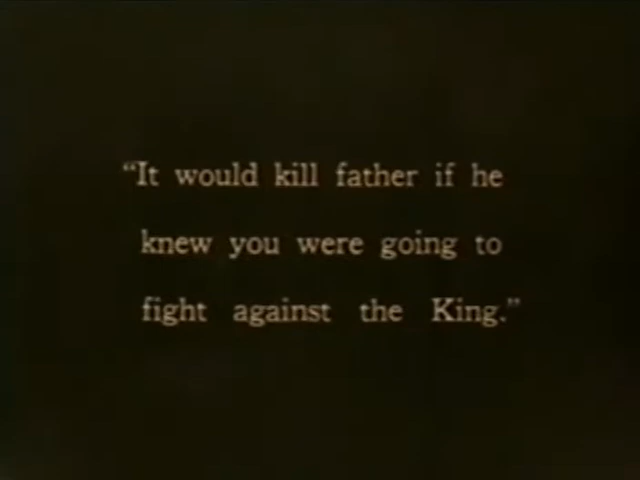 “It would kill father if he
knew you were going to
fight against the King.”